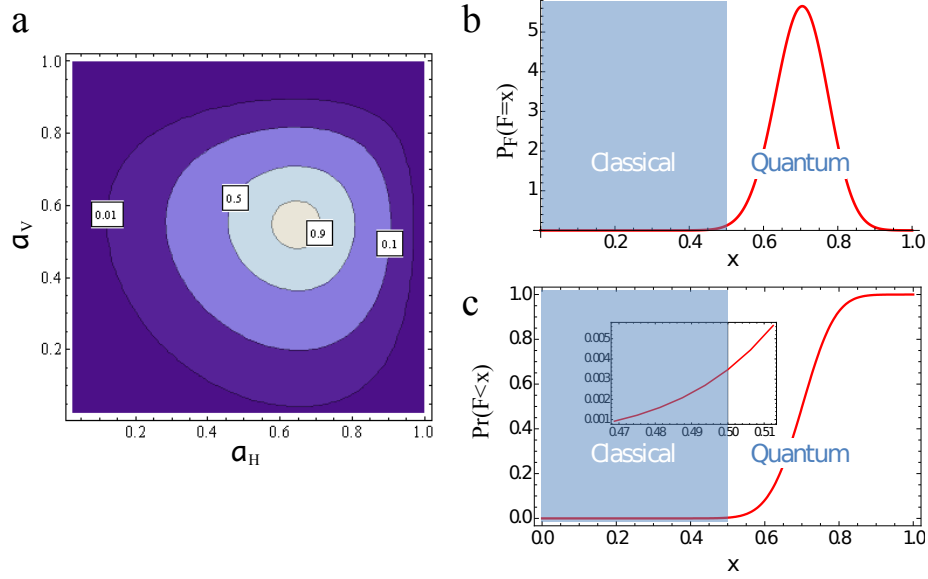 a
1.0
0.8
0.6
0.4
0.2
a_V
0.01
0.5
0.9
0.1
0.2 0.4 0.6 0.8 1.0
a_H
b
5
4
3
2
1
P_F(F=x)
Classical
Quantum
0.2 0.4 0.6 0.8 1.0
x
c
1.0
0.8
0.6
0.4
0.2
0.0
Pr(F<x)
0.005
0.004
0.003
0.002
0.001
0.47 0.48 0.49 0.50 0.51
Classical
Quantum
0.0 0.2 0.4 0.6 0.8 1.0
x